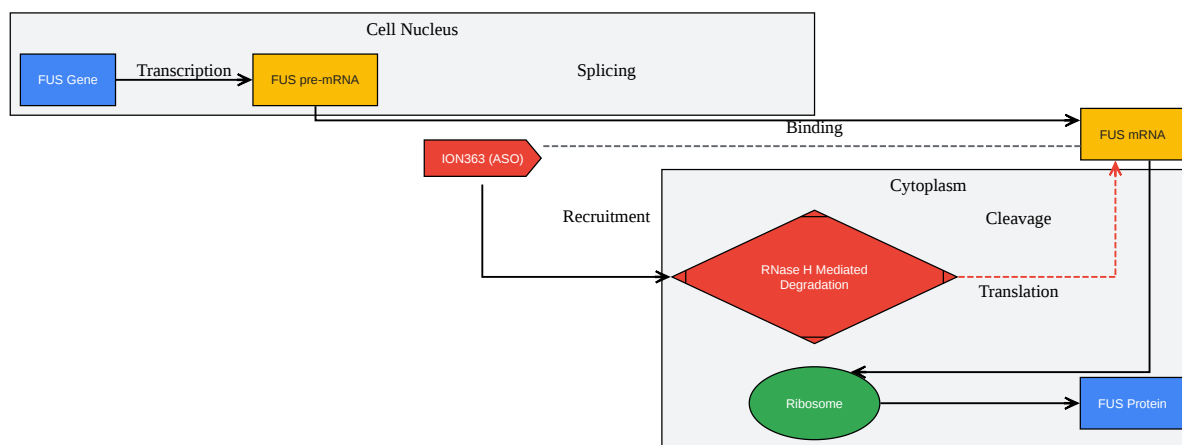 Cell Nucleus
FUS Gene
Transcription
FUS pre-mRNA
Splicing
Binding
FUS mRNA
ION363 (ASO)
Cytoplasm
Recruitment
Cleavage
RNase H Mediated
Degradation
Translation
Ribosome
FUS Protein